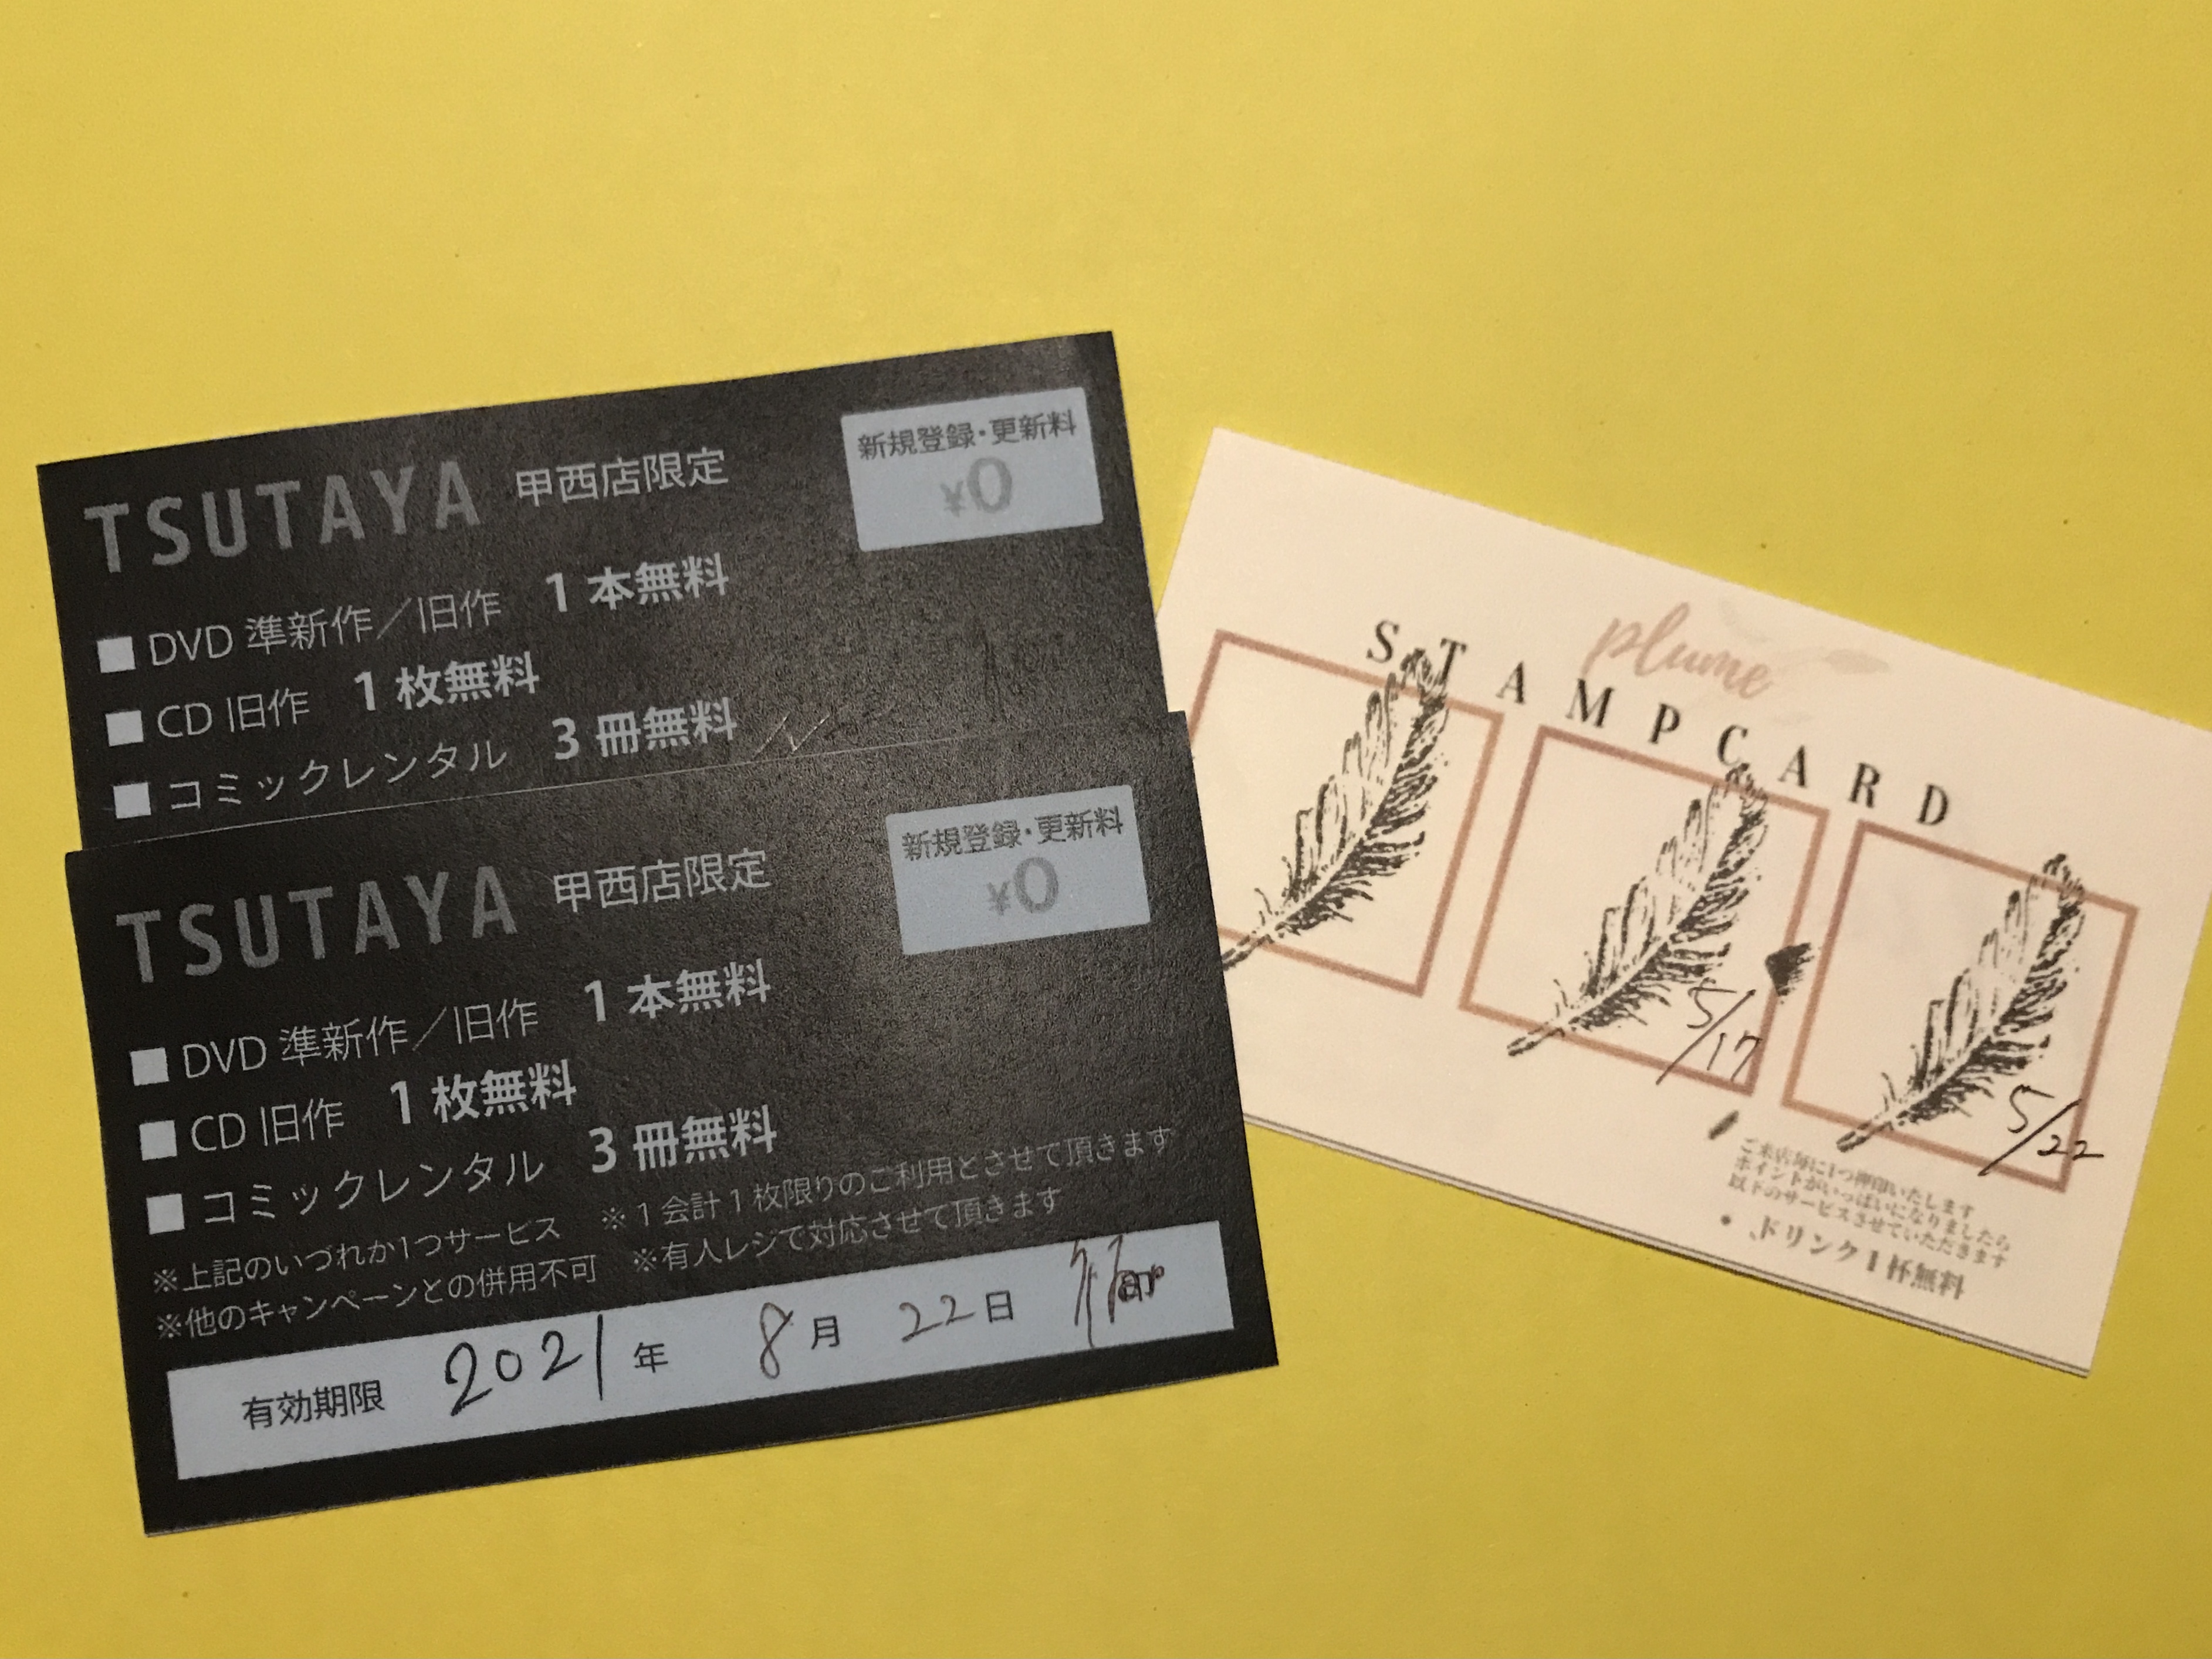 TSUTAYA 甲西店限定
新規登録・更新料
¥0
■ DVD 準新作／旧作 1 本無料
■ CD 旧作 1 枚無料
■ コミックレンタル 3 冊無料
TSUTAYA 甲西店限定
新規登録・更新料
¥0
■ DVD 準新作／旧作 1 本無料
■ CD 旧作 1 枚無料
■ コミックレンタル 3 冊無料
※上記のいづれか1つサービス ※1会計1枚限りのご利用とさせて頂きます
※他のキャンペーンとの併用不可 ※有人レジで対応させて頂きます
有効期限 2021 年 8 月 22 日
plume
STAMPCARD
5/17
5/22
ご来店毎に1つ押印いたします
ポイントがいっぱいになりましたら
以下のサービスさせていただきます
・ドリンク1杯無料